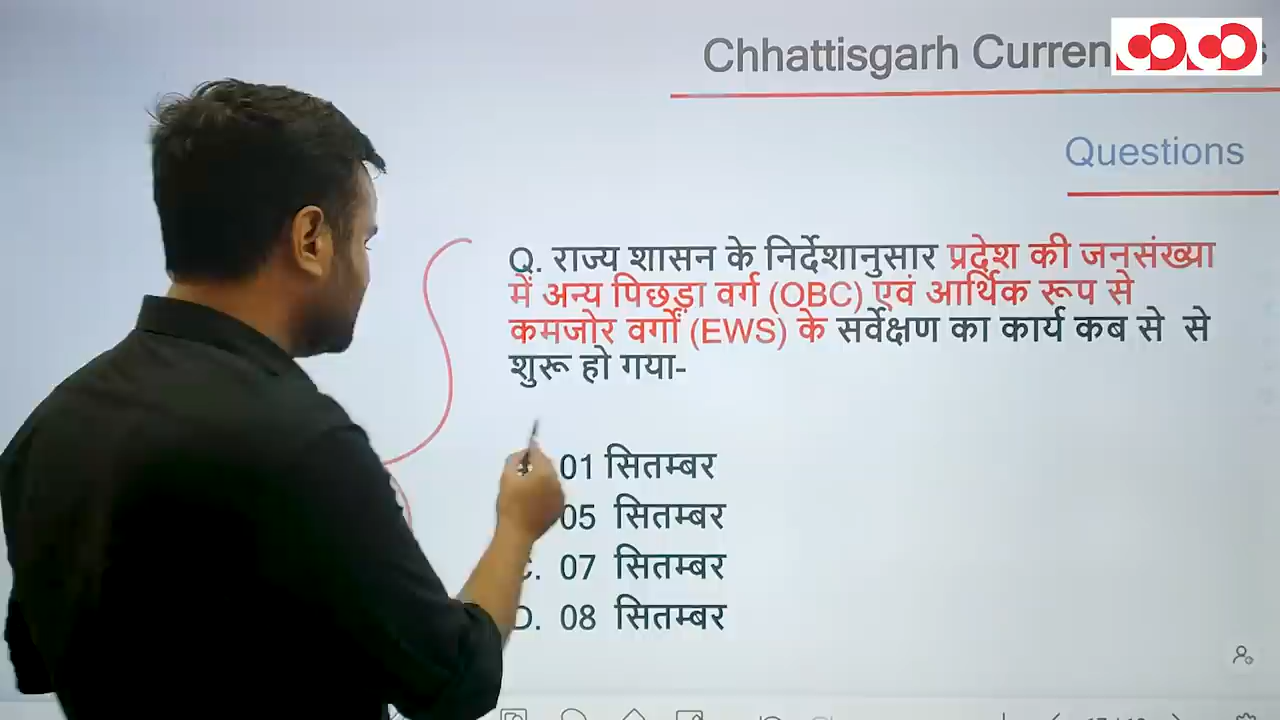 Chhattisgarh Curren
Questions
Q. राज्य शासन के निर्देशानुसार प्रदेश की जनसंख्या
में अन्य पिछड़ा वर्ग (OBC) एवं आर्थिक रूप से
कमजोर वर्गों (EWS) के सर्वेक्षण का कार्य कब से से
शुरू हो गया-
01 सितम्बर
05 सितम्बर
C. 07 सितम्बर
D. 08 सितम्बर